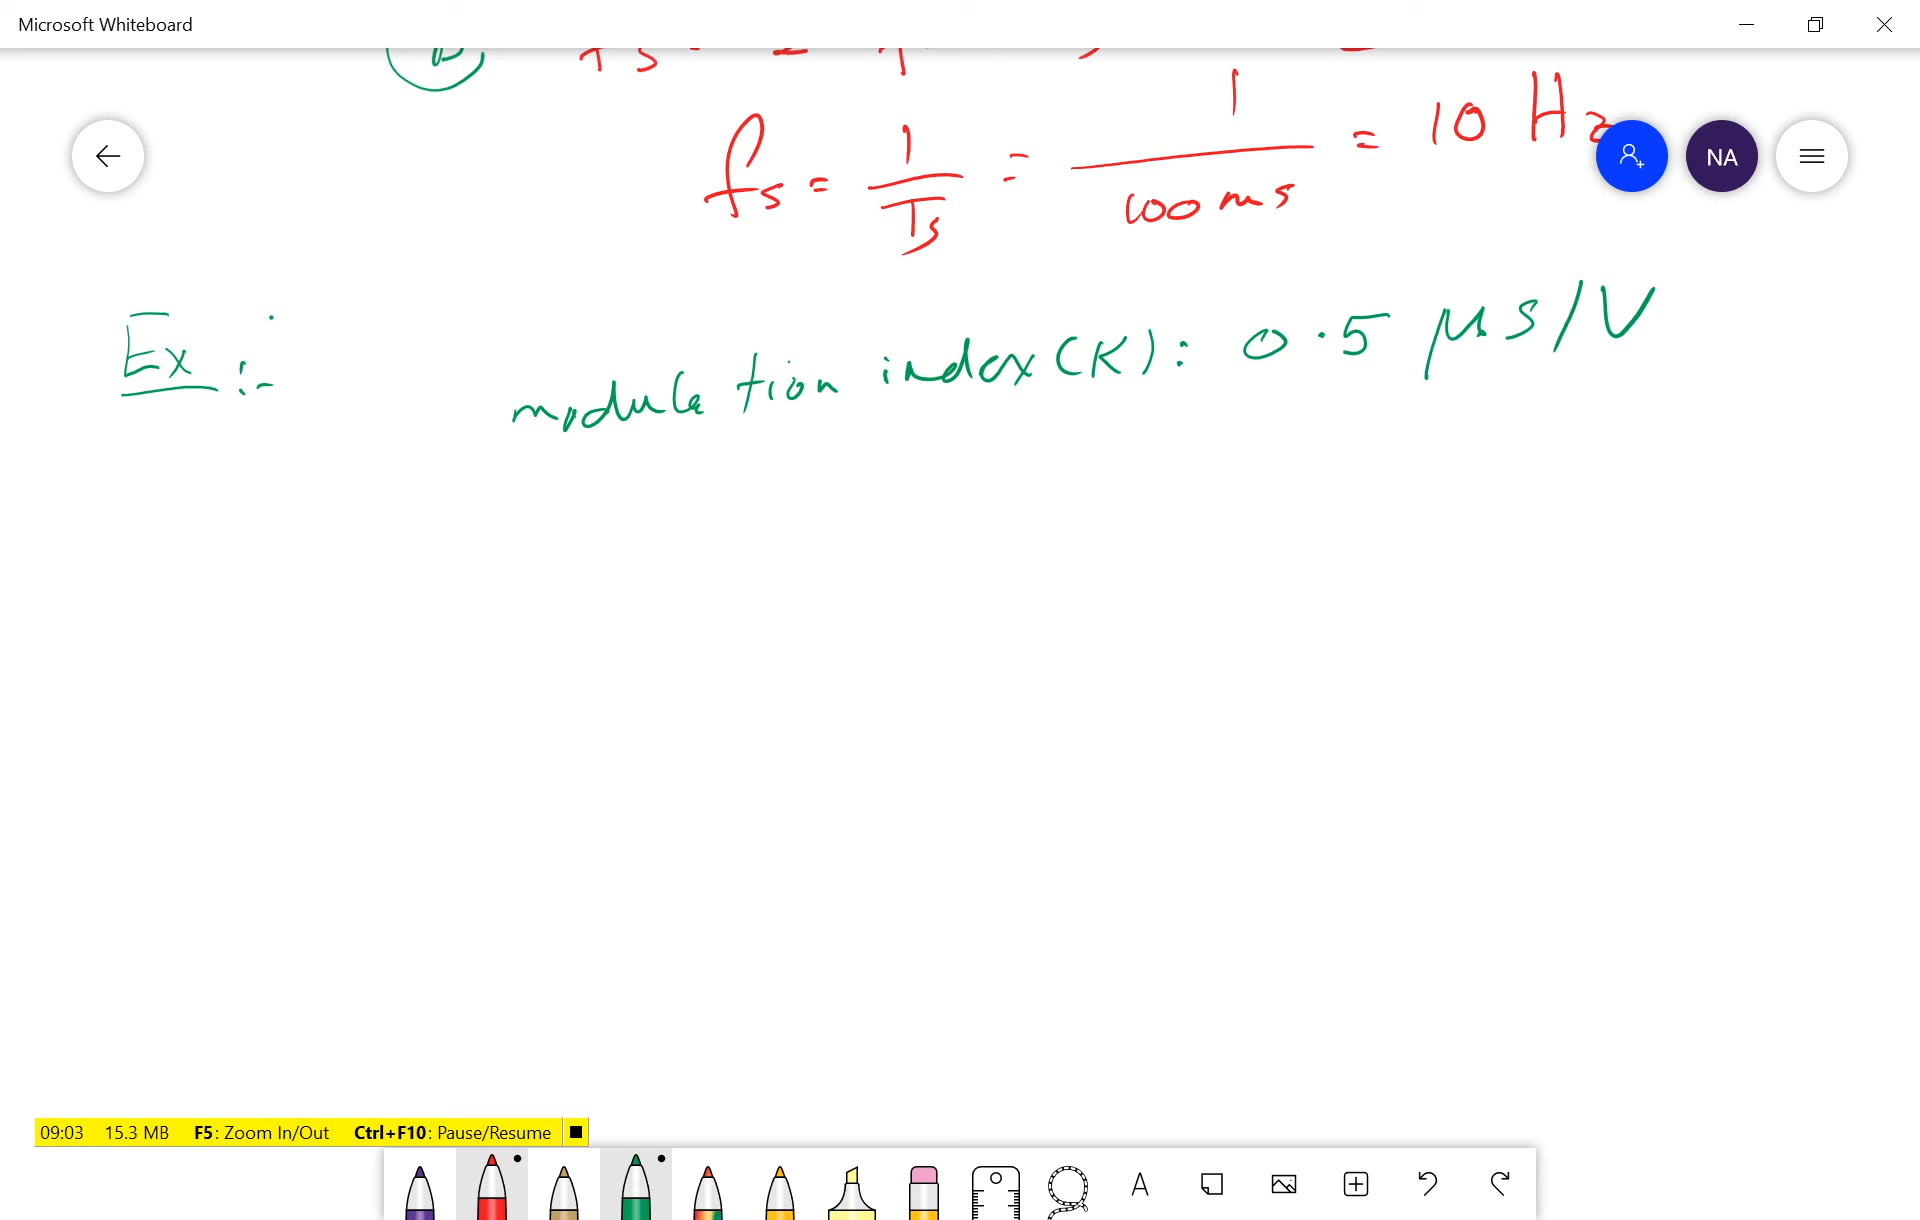 Microsoft Whiteboard
fs = 1/Ts = 1/100 ms = 10 Hz
NA
Ex :-
modulation index (K) : 0.5 μs/V
09:03 15.3 MB F5: Zoom In/Out Ctrl+F10: Pause/Resume
A